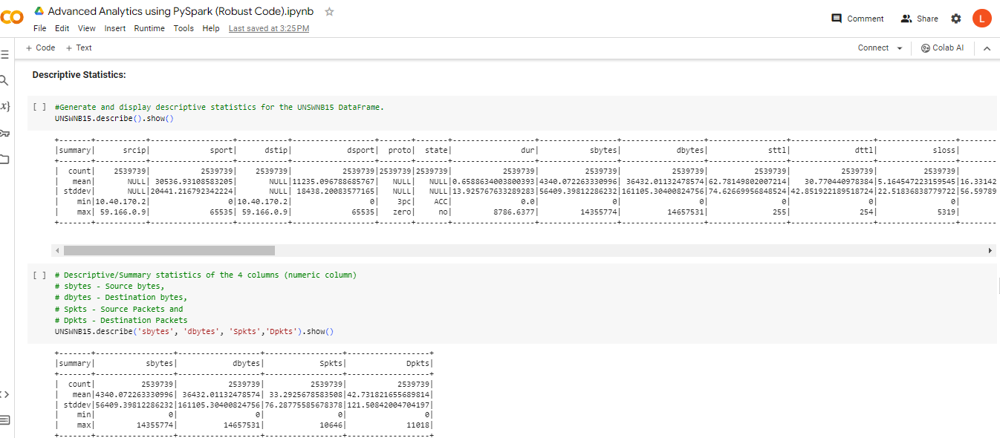 Advanced Analytics using PySpark (Robust Code).ipynb
Comment Share L
File Edit View Insert Runtime Tools Help Last saved at 3:25 PM
+ Code + Text Connect Colab AI
Descriptive Statistics:
[ ] #Generate and display descriptive statistics for the UNSWNB15 DataFrame.
UNSWNB15.describe().show()
+-------+-----------+------------------+-----------+------------------+-------+-------+------------------+------------------+------------------+------------------+------------------+------------------+--------
|summary| srcip| sport| dstip| dsport| proto| state| dur| sbytes| dbytes| sttl| dttl| sloss|
+-------+-----------+------------------+-----------+------------------+-------+-------+------------------+------------------+------------------+------------------+------------------+------------------+--------
| count| 2539739| 2539739| 2539739| 2539739|2539739|2539739| 2539739| 2539739| 2539739| 2539739| 2539739| 2539739|
| mean| NULL| 30536.93108583205| NULL|11235.096788685767| NULL| NULL|0.6588634003800393|4340.072263330996| 36432.01132478574|62.78149802007214| 30.770440978384|5.164547223159545|16.33142
| stddev| NULL|20441.216792342224| NULL| 18438.20083577165| NULL| NULL|13.925767633289283|56409.39812286232|161105.30400824756|74.62669956848524|42.851922189518724|22.51836838779722|56.59789
| min|10.40.170.2| 0|10.40.170.2| 0| 3pc| ACC| 0.0| 0| 0| 0| 0| 0|
| max| 59.166.0.9| 65535| 59.166.0.9| 65535| zero| no| 8786.6377| 14355774| 14657531| 255| 254| 5319|
+-------+-----------+------------------+-----------+------------------+-------+-------+------------------+------------------+------------------+------------------+------------------+------------------+--------
[ ] # Descriptive/Summary statistics of the 4 columns (numeric column)
# sbytes - Source bytes,
# dbytes - Destination bytes,
# Spkts - Source Packets and
# Dpkts - Destination Packets
UNSWNB15.describe('sbytes', 'dbytes', 'Spkts','Dpkts').show()
+-------+-----------------+------------------+-----------------+------------------+
|summary| sbytes| dbytes| Spkts| Dpkts|
+-------+-----------------+------------------+-----------------+------------------+
| count| 2539739| 2539739| 2539739| 2539739|
| mean|4340.072263330996| 36432.01132478574| 33.2925678583508|42.731821655689814|
| stddev|56409.39812286232|161105.30400824756|76.28775585678378|121.50842004704197|
| min| 0| 0| 0| 0|
| max| 14355774| 14657531| 10646| 11018|
+-------+-----------------+------------------+-----------------+------------------+